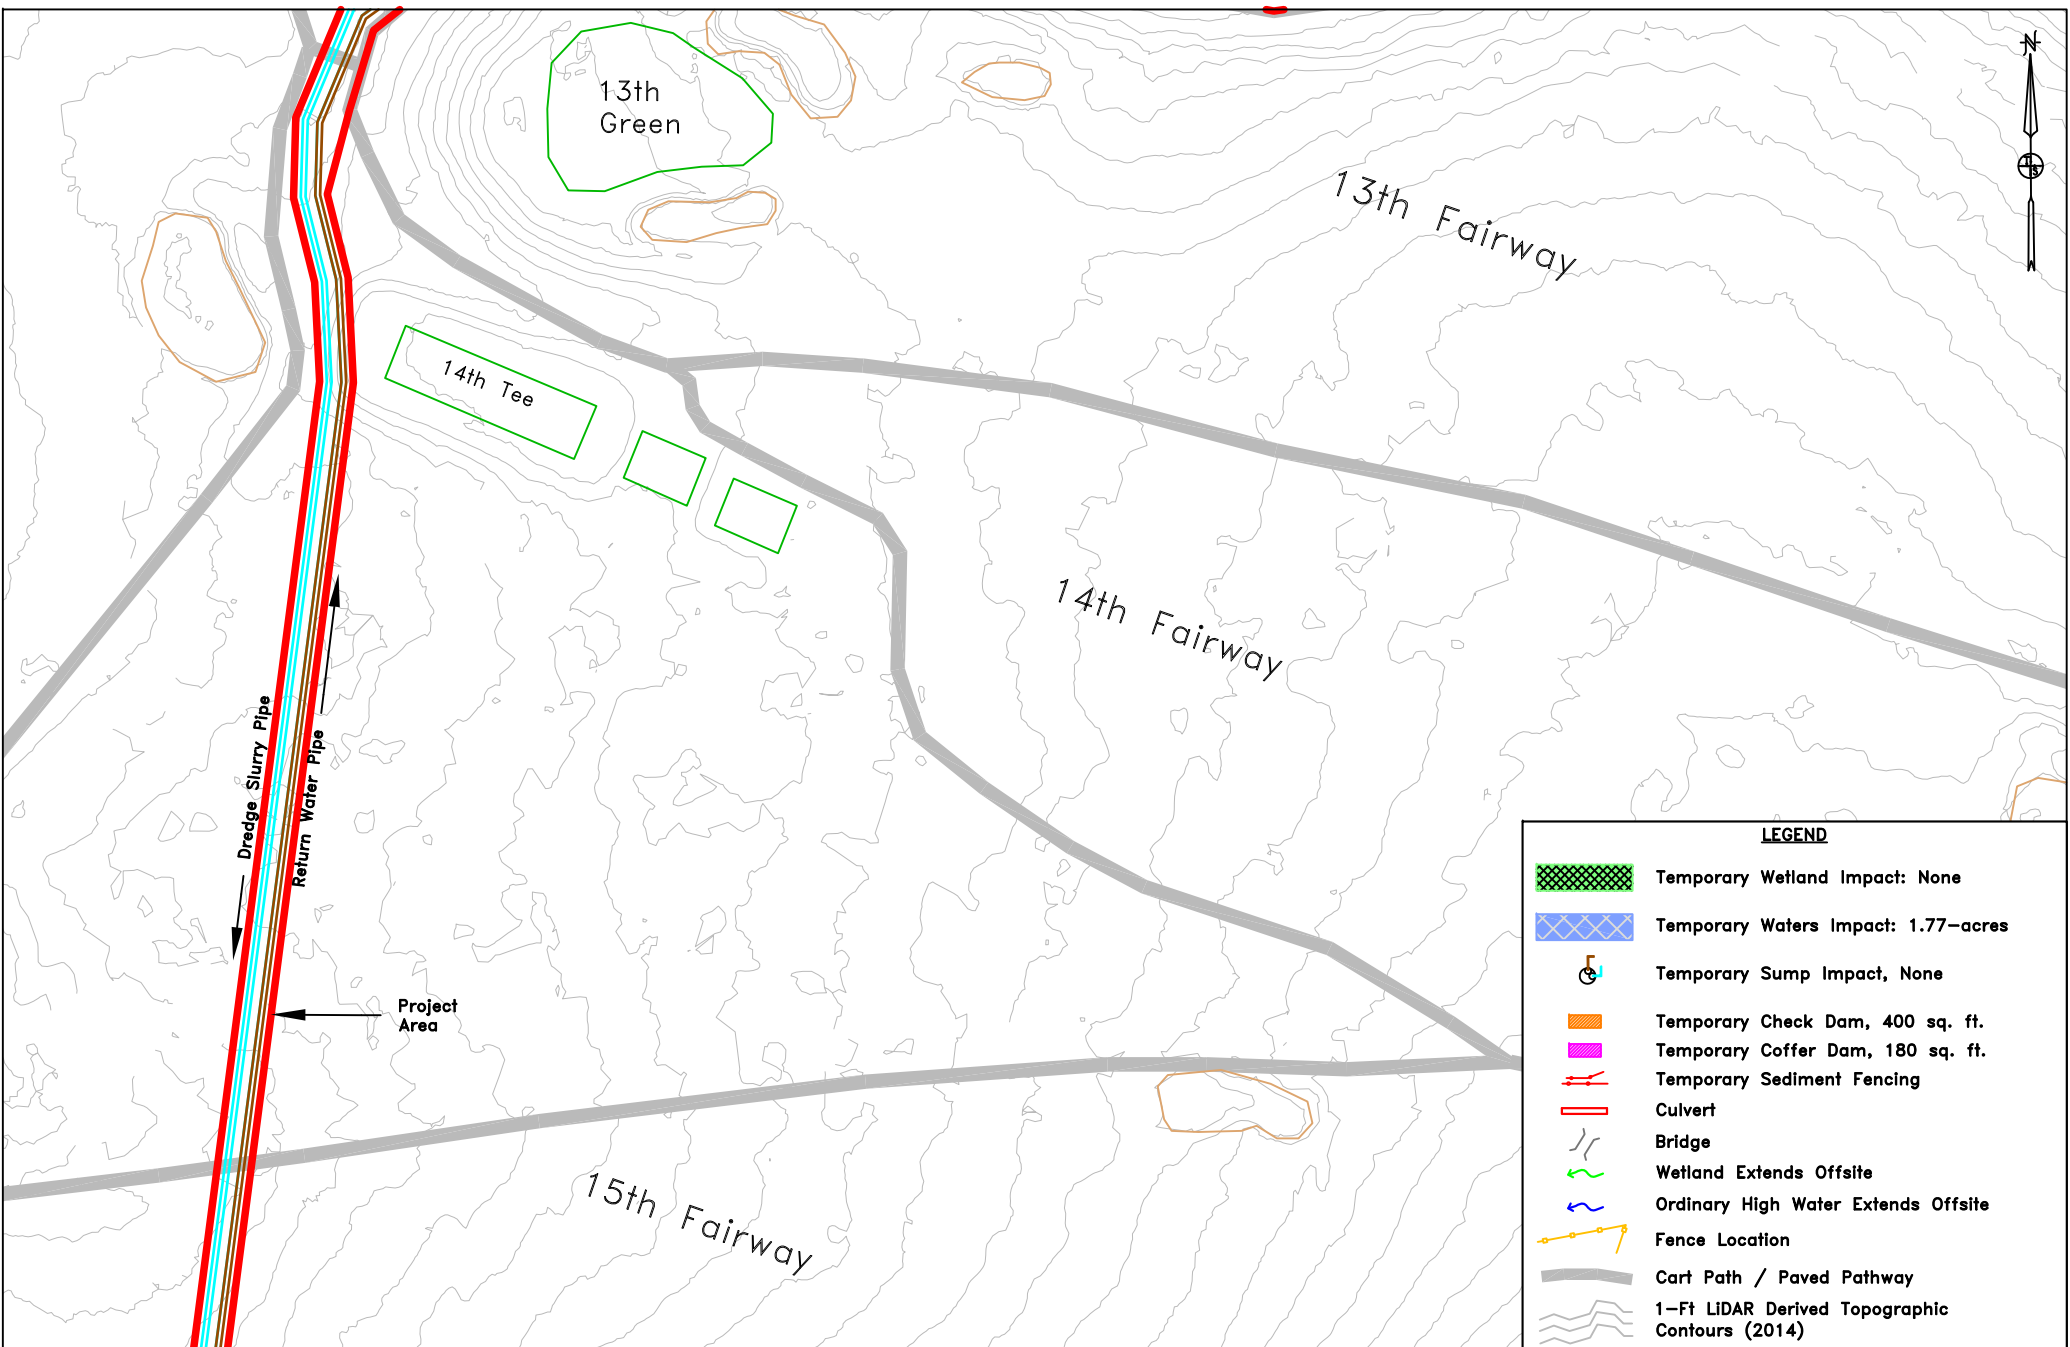 N
T
S
13th
Green
13th Fairway
14th Tee
14th Fairway
Dredge Slurry Pipe
Return Water Pipe
Project
Area
15th Fairway
LEGEND
Temporary Wetland Impact: None
Temporary Waters Impact: 1.77-acres
Temporary Sump Impact, None
Temporary Check Dam, 400 sq. ft.
Temporary Coffer Dam, 180 sq. ft.
Temporary Sediment Fencing
Culvert
Bridge
Wetland Extends Offsite
Ordinary High Water Extends Offsite
Fence Location
Cart Path / Paved Pathway
1-Ft LiDAR Derived Topographic
Contours (2014)